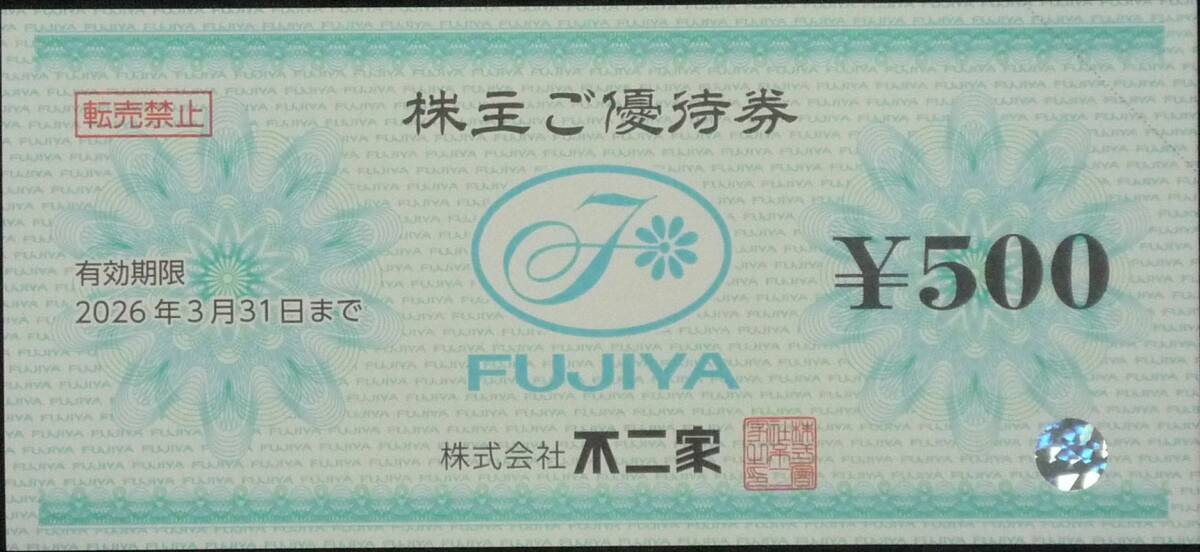 株主ご優待券
転売禁止
FUJIYA
¥500
有効期限
2026年3月31日まで
株式会社 不二家